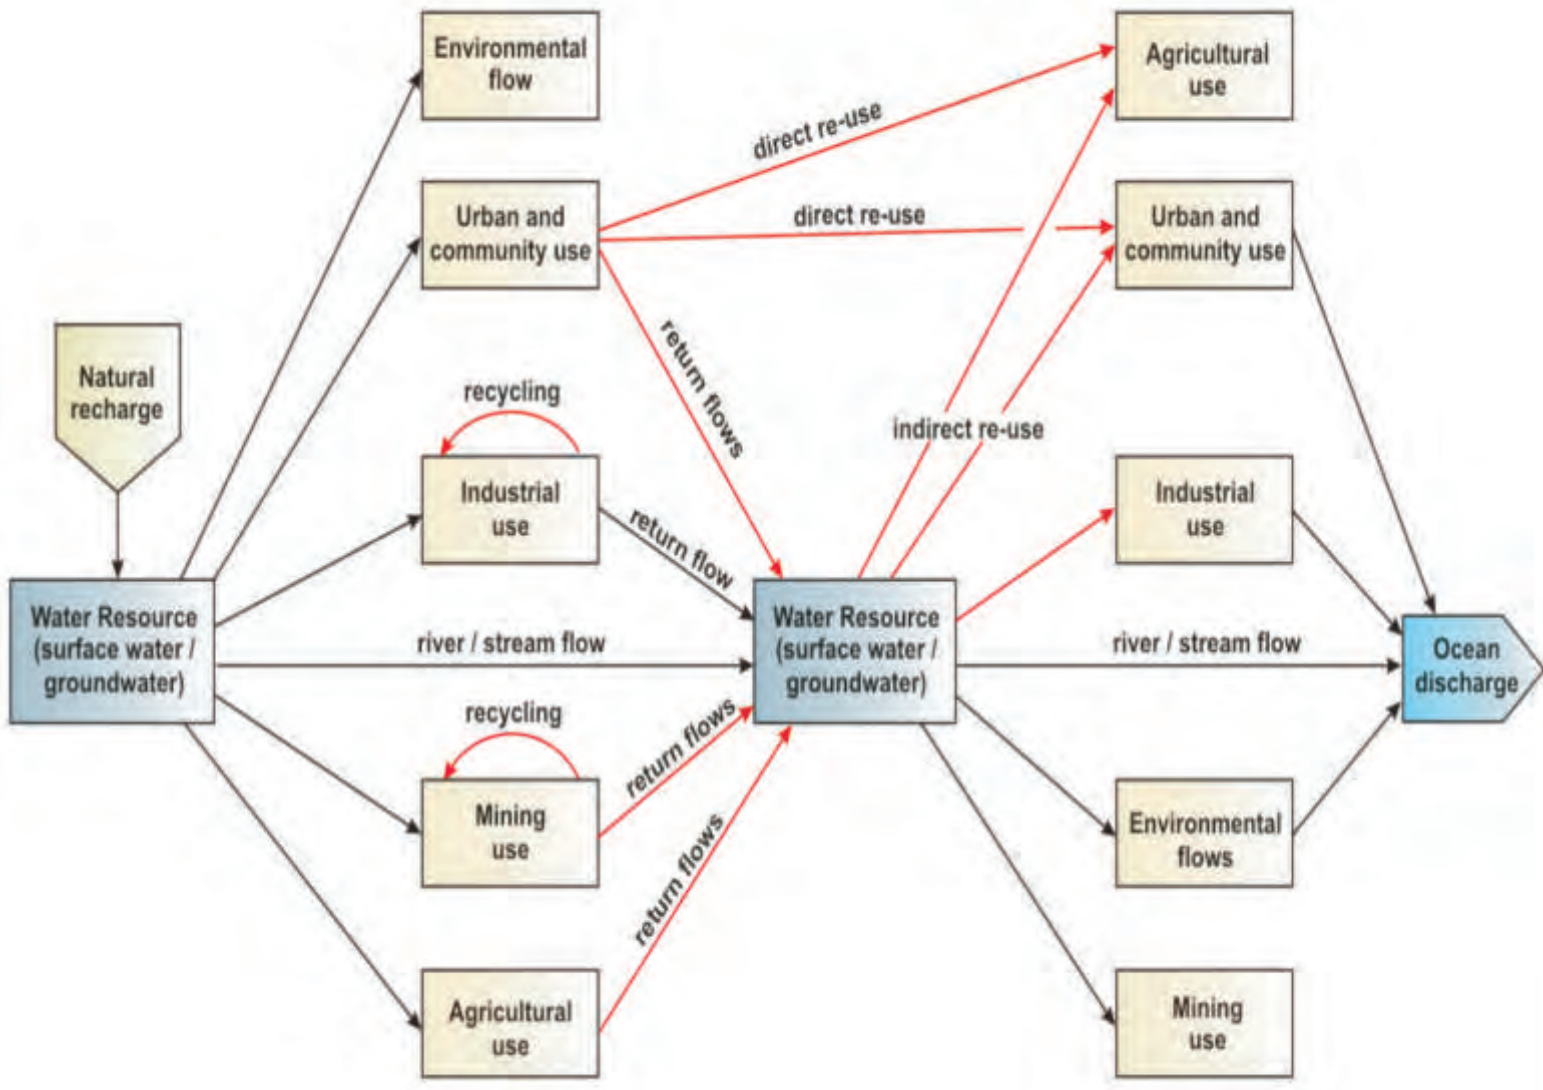 Environmental
flow
Agricultural
use
direct re-use
Urban and
community use
direct re-use
Urban and
community use
Natural
recharge
return flows
recycling
indirect re-use
Industrial
use
return flow
Industrial
use
Water Resource
(surface water /
groundwater)
river / stream flow
Water Resource
(surface water /
groundwater)
river / stream flow
Ocean
discharge
recycling
return flows
Mining
use
Environmental
flows
return flows
Agricultural
use
Mining
use